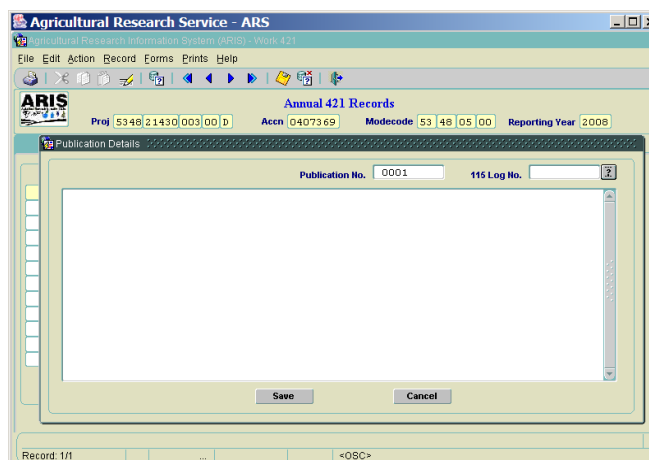 Agricultural Research Service - ARS
Agricultural Research Information System (ARIS) - Work 421
File Edit Action Record Forms Prints Help
ARIS
Annual 421 Records
Proj 5348 21430 003 00 D Accn 0407369 Modecode 53 48 05 00 Reporting Year 2008
Publication Details
Publication No. 0001 115 Log No. ?
Save Cancel
Record: 1/1 ... <OSC>